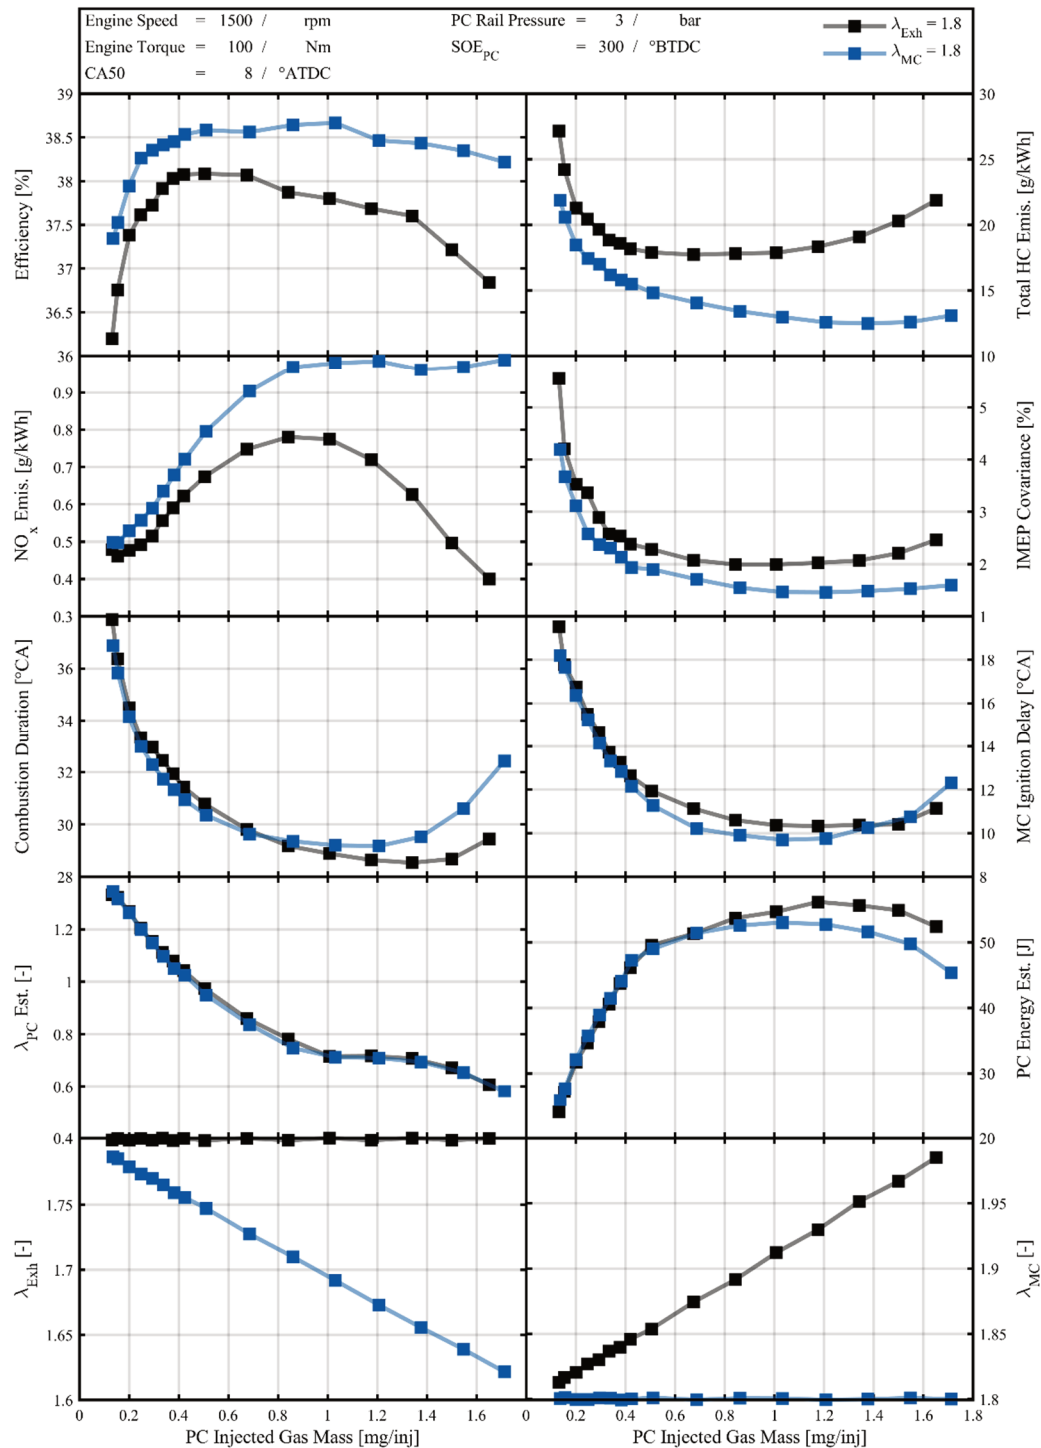 Engine Speed = 1500 / rpm
PC Rail Pressure = 3 / bar
λExh = 1.8
Engine Torque = 100 / Nm
SOEPC = 300 / °BTDC
λMC = 1.8
CA50 = 8 / °ATDC
39
38.5
38
37.5
37
36.5
36
Efficiency [%]
30
25
20
15
10
Total HC Emis. [g/kWh]
0.9
0.8
0.7
0.6
0.5
0.4
0.3
NOx Emis. [g/kWh]
5
4
3
2
1
IMEP Covariance [%]
36
34
32
30
28
Combustion Duration [°CA]
18
16
14
12
10
8
MC Ignition Delay [°CA]
1.2
1
0.8
0.6
0.4
λPC Est. [-]
50
40
30
20
PC Energy Est. [J]
1.75
1.7
1.65
1.6
λExh [-]
1.95
1.9
1.85
1.8
λMC [-]
0 0.2 0.4 0.6 0.8 1 1.2 1.4 1.6 0 0.2 0.4 0.6 0.8 1 1.2 1.4 1.6 1.8
PC Injected Gas Mass [mg/inj] PC Injected Gas Mass [mg/inj]